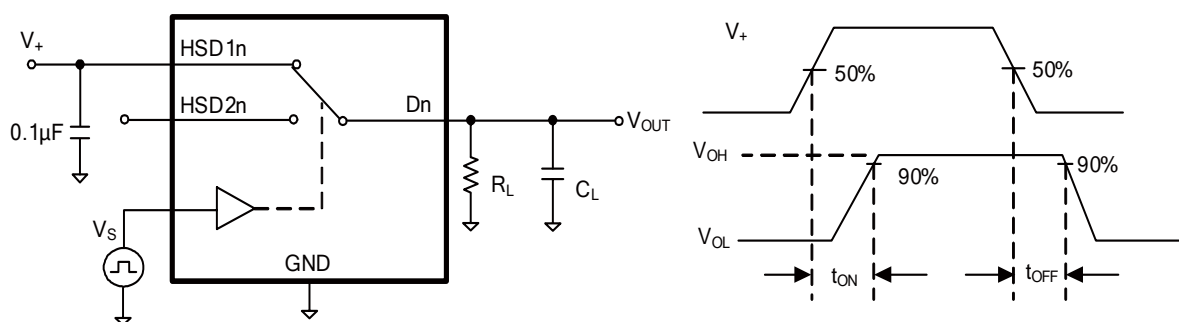 V+
HSD1n
HSD2n
Dn
0.1µF
VOUT
RL
CL
VS
GND
V+
50%
50%
VOH
90%
90%
VOL
tON
tOFF